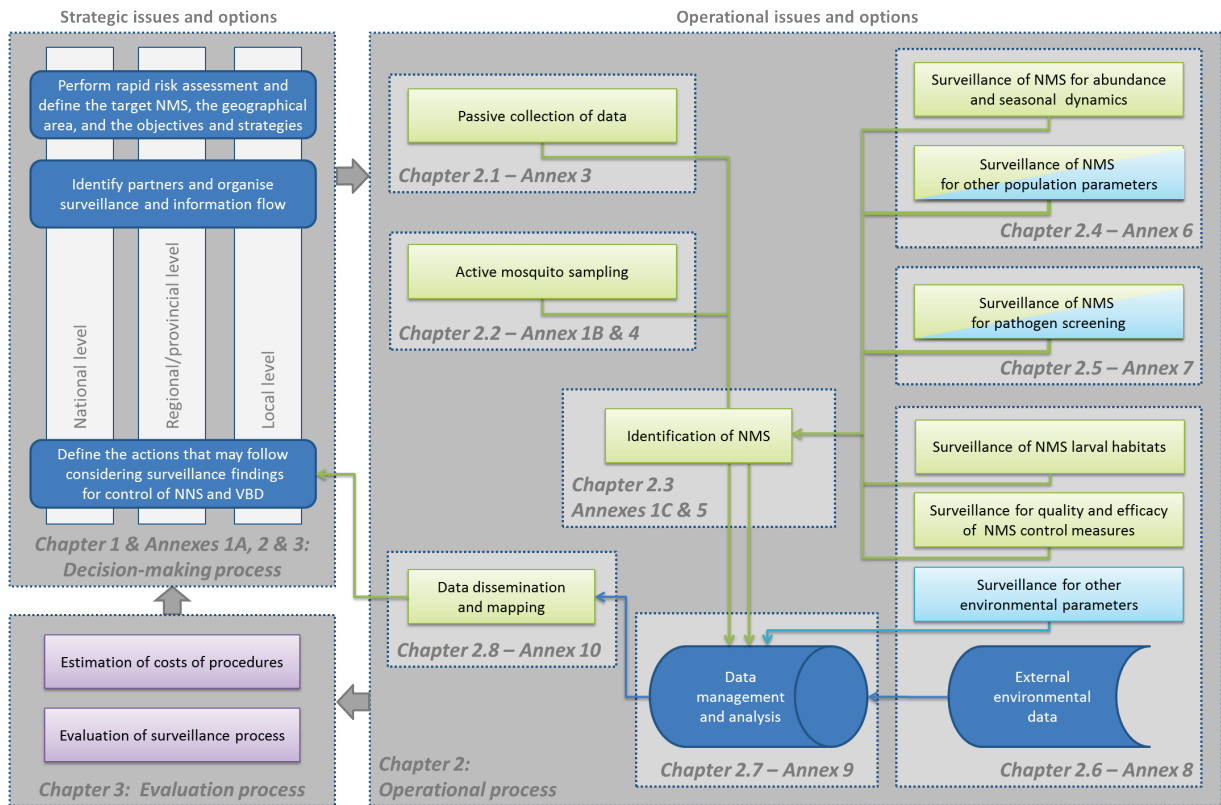 Strategic issues and options
Perform rapid risk assessment and
define the target NMS, the geographical
area, and the objectives and strategies
Identify partners and organise
surveillance and information flow
National level
Regional/provincial level
Local level
Define the actions that may follow
considering surveillance findings
for control of NNS and VBD
Chapter 1 & Annexes 1A, 2 & 3:
Decision-making process
Estimation of costs of procedures
Evaluation of surveillance process
Chapter 3: Evaluation process
Operational issues and options
Passive collection of data
Chapter 2.1 – Annex 3
Active mosquito sampling
Chapter 2.2 – Annex 1B & 4
Identification of NMS
Chapter 2.3
Annexes 1C & 5
Data dissemination
and mapping
Chapter 2.8 – Annex 10
Data
management
and analysis
Chapter 2.7 – Annex 9
Chapter 2:
Operational process
Surveillance of NMS for abundance
and seasonal dynamics
Surveillance of NMS
for other population parameters
Chapter 2.4 – Annex 6
Surveillance of NMS
for pathogen screening
Chapter 2.5 – Annex 7
Surveillance of NMS larval habitats
Surveillance for quality and efficacy
of NMS control measures
Surveillance for other
environmental parameters
External
environmental
data
Chapter 2.6 – Annex 8